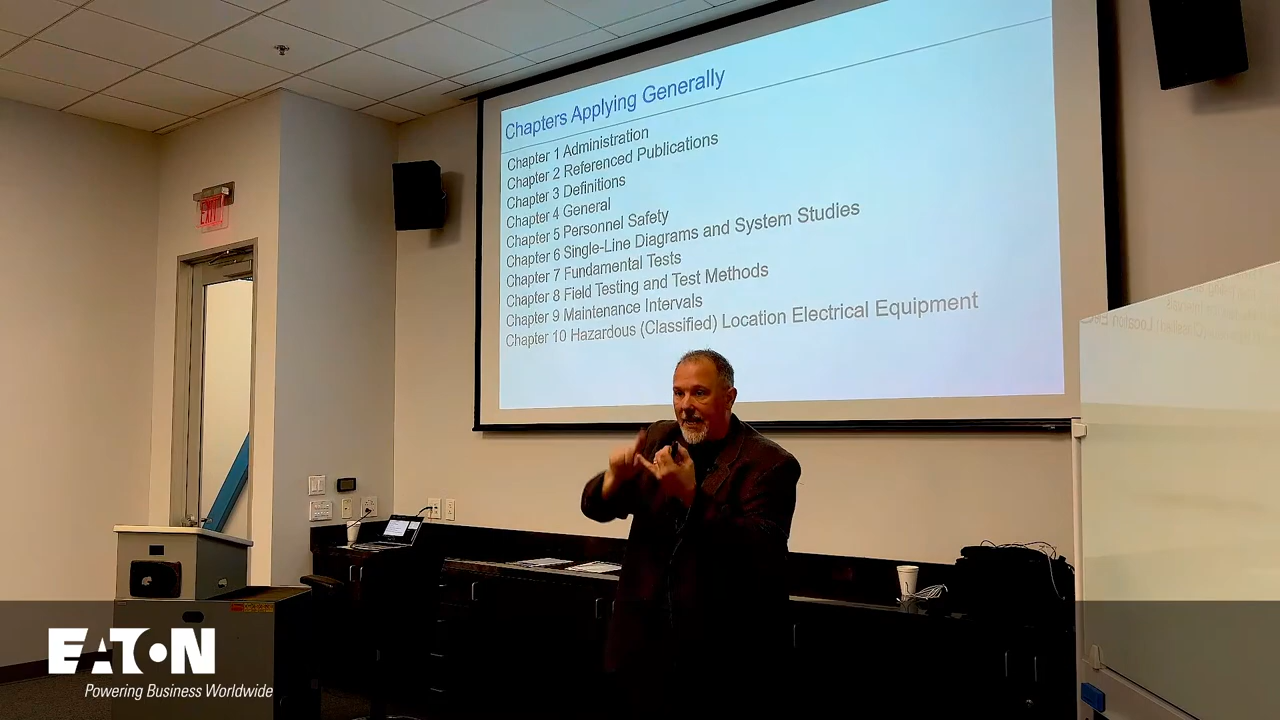 Chapters Applying Generally
Chapter 1 Administration
Chapter 2 Referenced Publications
Chapter 3 Definitions
Chapter 4 General
Chapter 5 Personnel Safety
Chapter 6 Single-Line Diagrams and System Studies
Chapter 7 Fundamental Tests
Chapter 8 Field Testing and Test Methods
Chapter 9 Maintenance Intervals
Chapter 10 Hazardous (Classified) Location Electrical Equipment
EXIT
EATON
Powering Business Worldwide